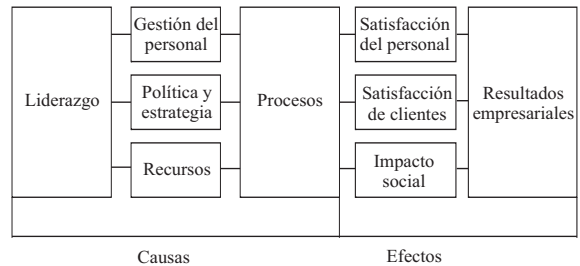 Liderazgo
Gestión del
personal
Política y
estrategia
Recursos
Procesos
Satisfacción
del personal
Satisfacción
de clientes
Impacto
social
Resultados
empresariales
Causas
Efectos